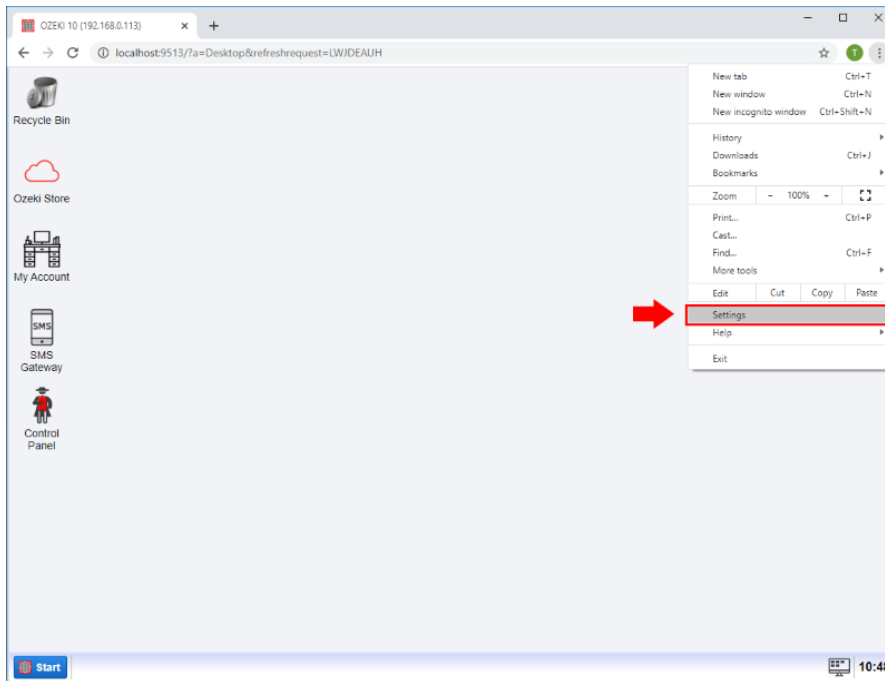 OZEKI 10 (192.168.0.113)
localhost:9513/?a=Desktop&refreshrequest=LWJDEAUH
T
New tab Ctrl+T
New window Ctrl+N
New incognito window Ctrl+Shift+N
History
Downloads Ctrl+J
Bookmarks
Zoom - 100% +
Print... Ctrl+P
Cast...
Find... Ctrl+F
More tools
Edit Cut Copy Paste
Settings
Help
Exit
Recycle Bin
Ozeki Store
My Account
SMS
SMS
Gateway
Control
Panel
Start
10:48